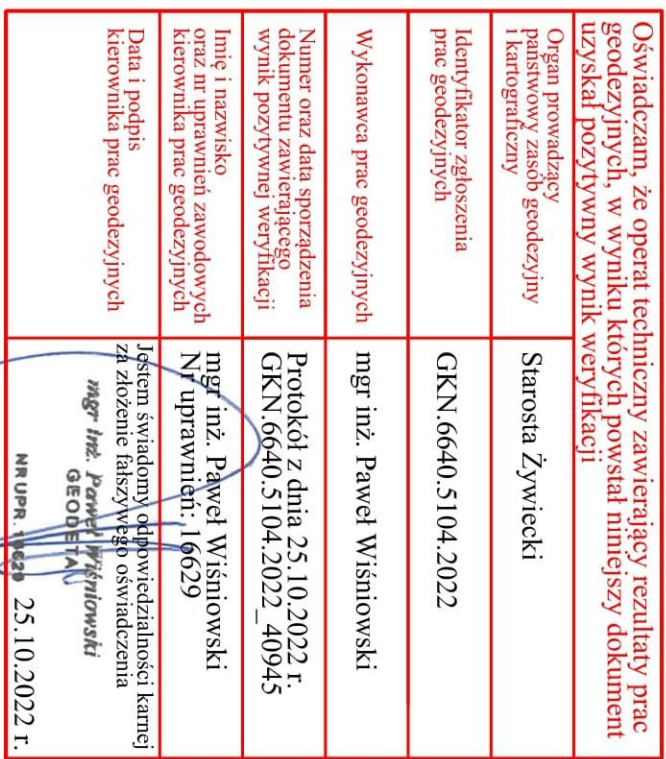 Oświadczam, że operat techniczny zawierający rezultaty prac
geodezyjnych, w wyniku których powstał niniejszy dokument
uzyskał pozytywny wynik weryfikacji
Organ prowadzący
państwowy zasób geodezyjny
i kartograficzny
Starosta Żywiecki
Identyfikator zgłoszenia
prac geodezyjnych
GKN.6640.5104.2022
Wykonawca prac geodezyjnych
mgr inż. Paweł Wiśniowski
Numer oraz data sporządzenia
dokumentu zawierającego
wynik pozytywnej weryfikacji
Protokół z dnia 25.10.2022 r.
GKN.6640.5104.2022_40945
Imię i nazwisko
oraz nr uprawnień zawodowych
kierownika prac geodezyjnych
mgr inż. Paweł Wiśniowski
Nr uprawnień: 16629
Data i podpis
kierownika prac geodezyjnych
Jestem świadomy odpowiedzialności karnej
za złożenie fałszywego oświadczenia
mgr inż. Paweł Wiśniowski
GEODETA
NR UPR. 16629
25.10.2022 r.